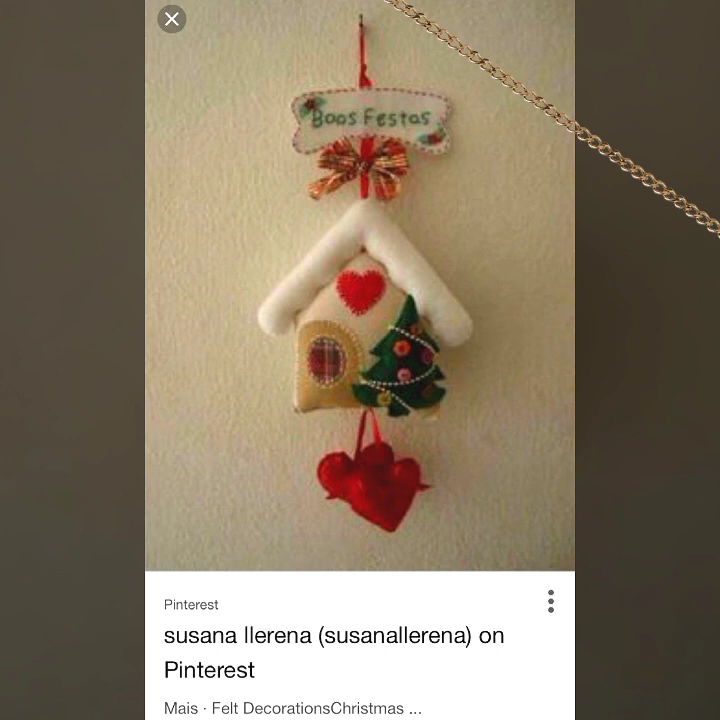 Boas Festas
Pinterest
susana llerena (susanallerena) on
Pinterest
Mais · Felt DecorationsChristmas ...